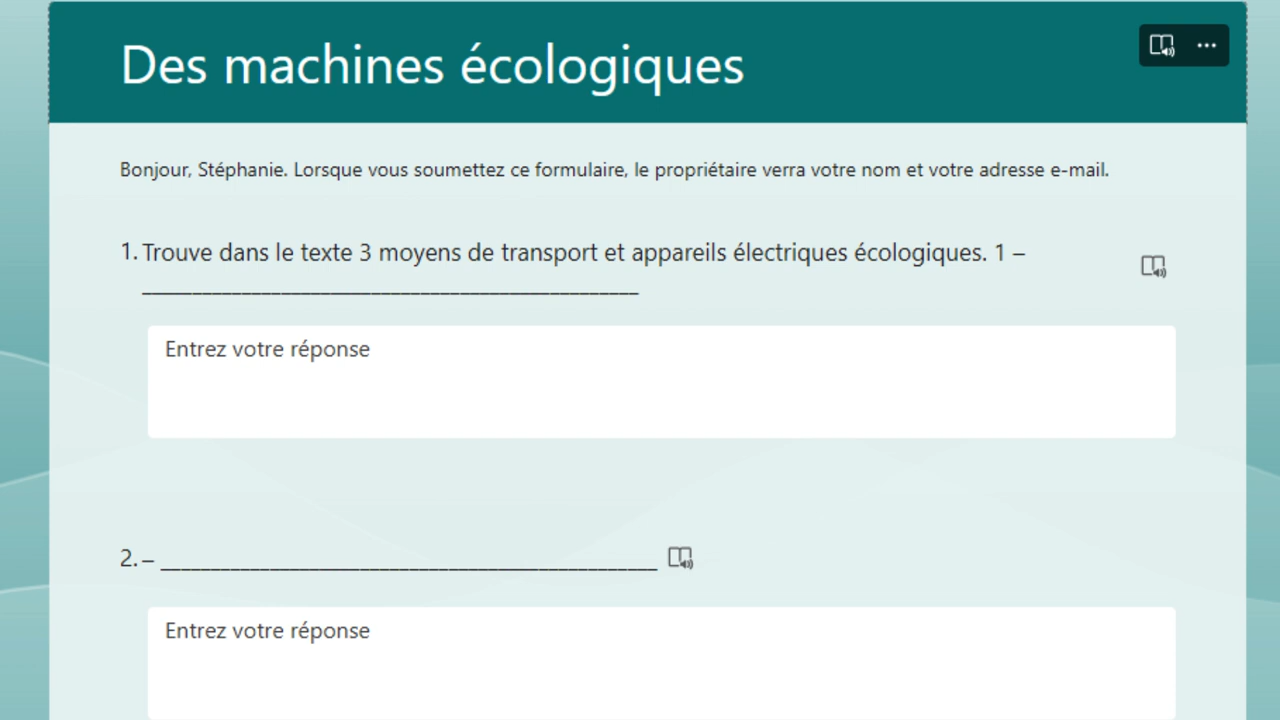 Des machines écologiques
Bonjour, Stéphanie. Lorsque vous soumettez ce formulaire, le propriétaire verra votre nom et votre adresse e-mail.
1. Trouve dans le texte 3 moyens de transport et appareils électriques écologiques. 1 –
_______________________________________________
Entrez votre réponse
2. – _______________________________________________
Entrez votre réponse